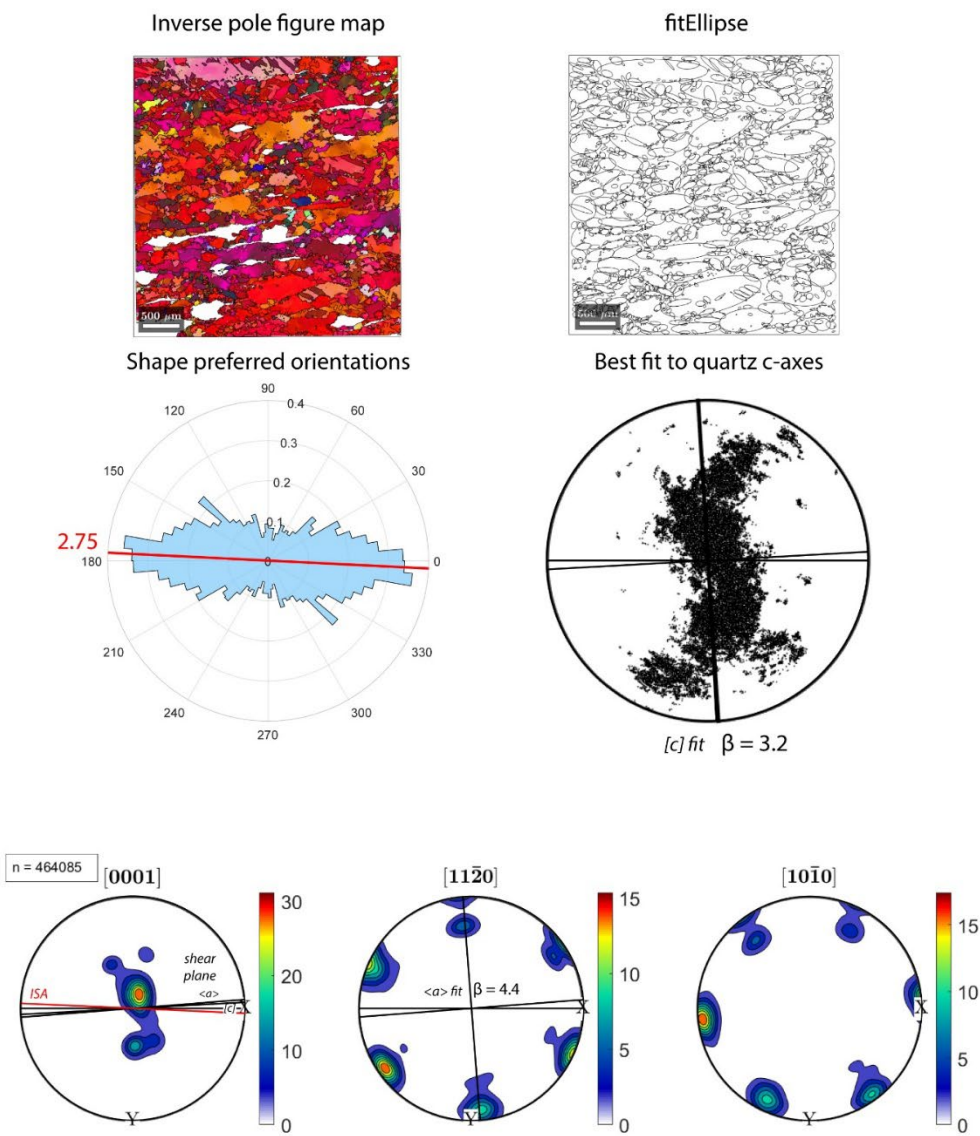 Inverse pole figure map
fitEllipse
500 μm
500 μm
Shape preferred orientations
Best fit to quartz c-axes
90
0.4
120
60
0.3
150
0.2
30
0.1
2.75
180
0
0
210
330
240
300
270
[c] fit β = 3.2
n = 464085
[0001]
[112̄0]
[101̄0]
30
20
10
0
shear
plane
<a>
ISA
[c]
X
Y
15
10
5
0
<a> fit β = 4.4
X
Y
15
10
5
0
X
Y